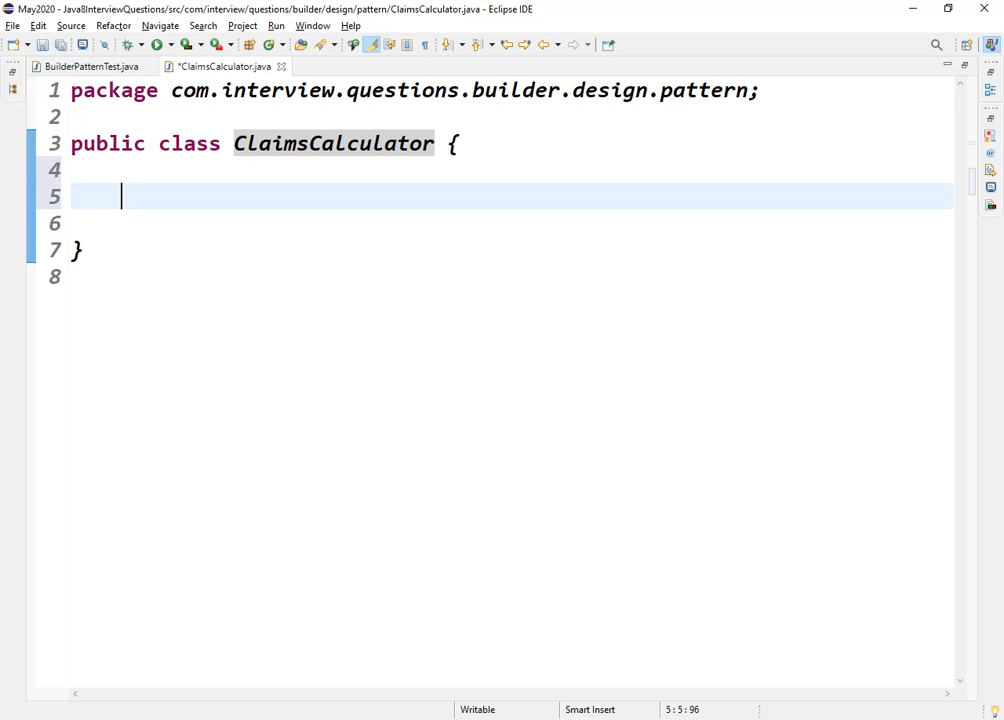 May2020 - Java8InterviewQuestions/src/com/interview/questions/builder/design/pattern/ClaimsCalculator.java - Eclipse IDE
File Edit Source Refactor Navigate Search Project Run Window Help
BuilderPatternTest.java *ClaimsCalculator.java
1 package com.interview.questions.builder.design.pattern;
2
3 public class ClaimsCalculator {
4
5
6
7 }
8
Writable Smart Insert 5 : 5 : 96